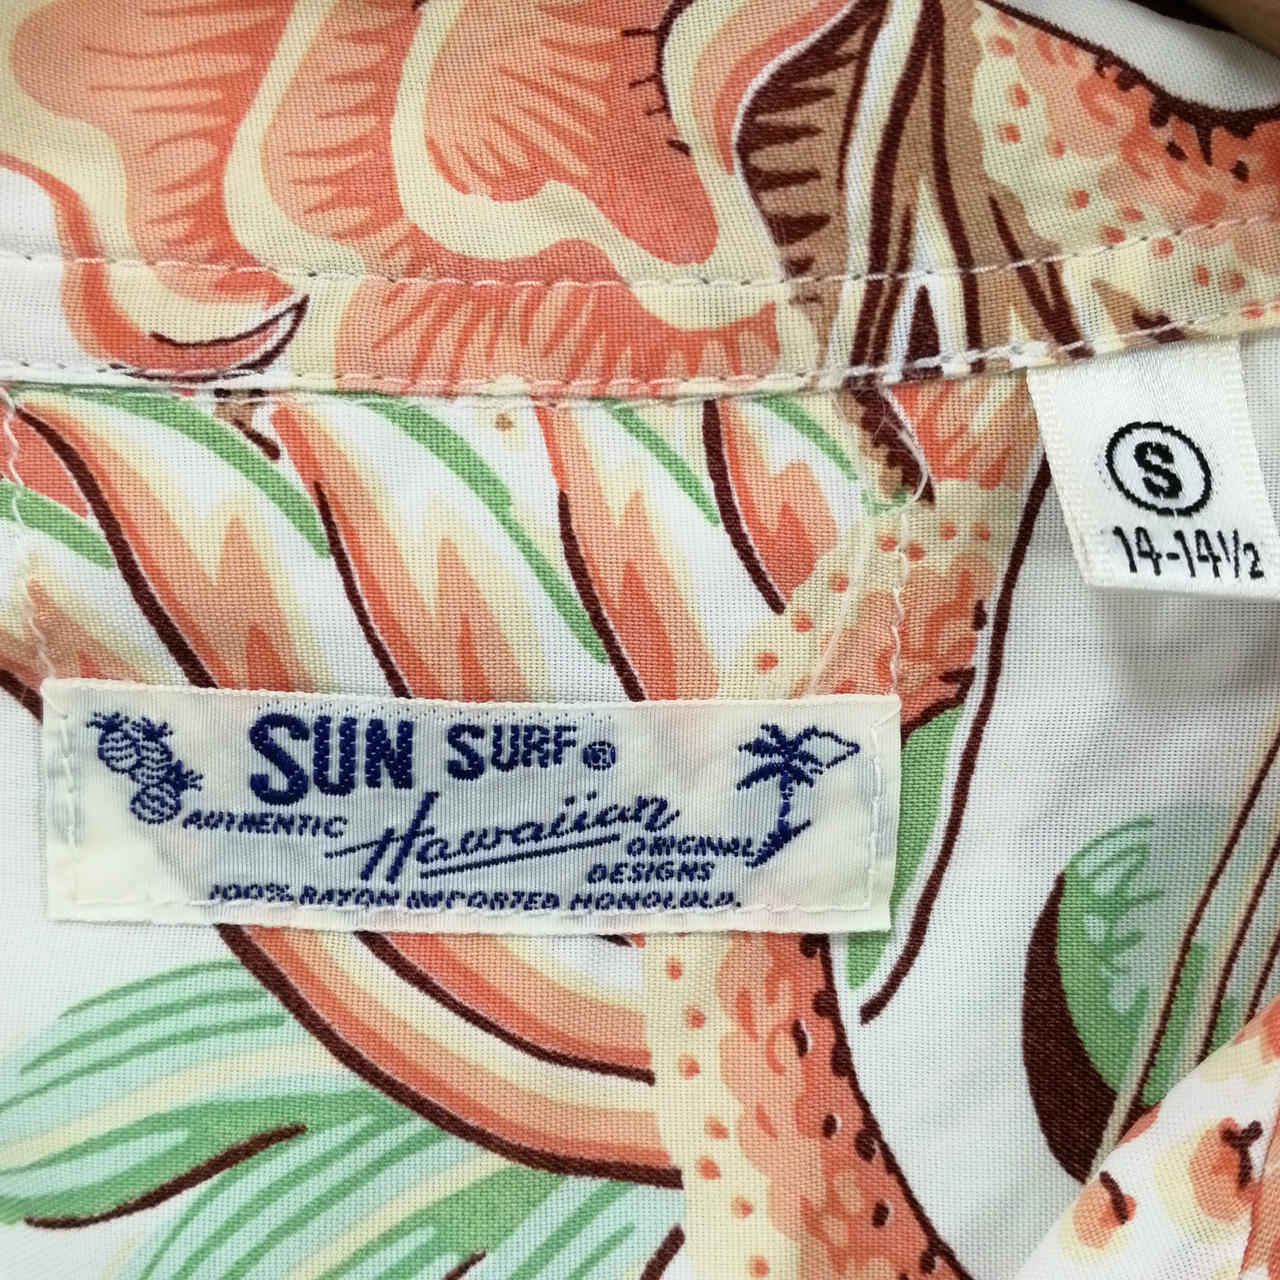 S
14-14½
SUN SURF®
AUTHENTIC Hawaiian ORIGINAL
DESIGNS
100% RAYON IMPORTED HONOLULU.